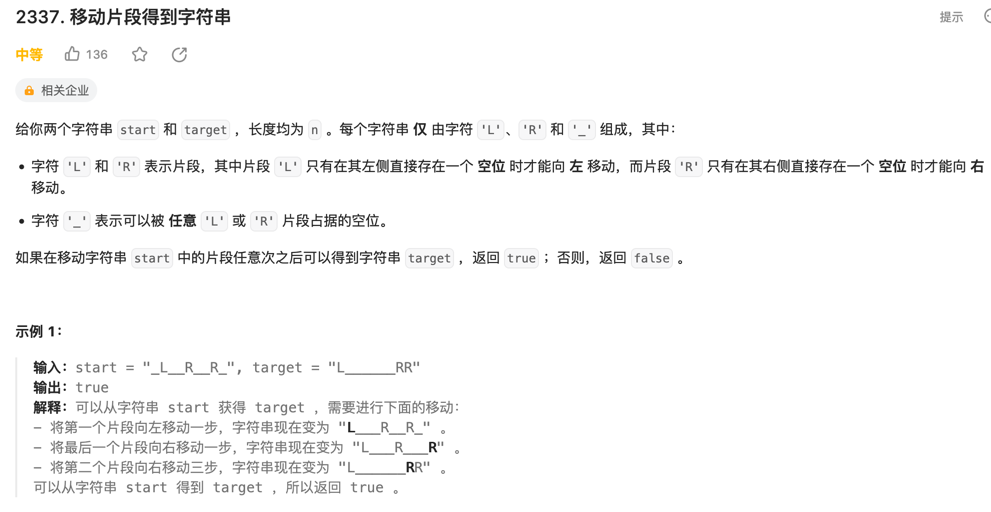 2337. 移动片段得到字符串
提示
中等 136
相关企业
给你两个字符串 start 和 target ，长度均为 n 。每个字符串 仅 由字符 'L'、'R' 和 '_' 组成，其中：
• 字符 'L' 和 'R' 表示片段，其中片段 'L' 只有在其左侧直接存在一个 空位 时才能向 左 移动，而片段 'R' 只有在其右侧直接存在一个 空位 时才能向 右
移动。
• 字符 '_' 表示可以被 任意 'L' 或 'R' 片段占据的空位。
如果在移动字符串 start 中的片段任意次之后可以得到字符串 target ，返回 true ；否则，返回 false 。
示例 1：
输入：start = "_L__R__R_", target = "L______RR"
输出：true
解释：可以从字符串 start 获得 target ，需要进行下面的移动：
- 将第一个片段向左移动一步，字符串现在变为 "L___R__R_" 。
- 将最后一个片段向右移动一步，字符串现在变为 "L___R___R" 。
- 将第二个片段向右移动三步，字符串现在变为 "L______RR" 。
可以从字符串 start 得到 target ，所以返回 true 。